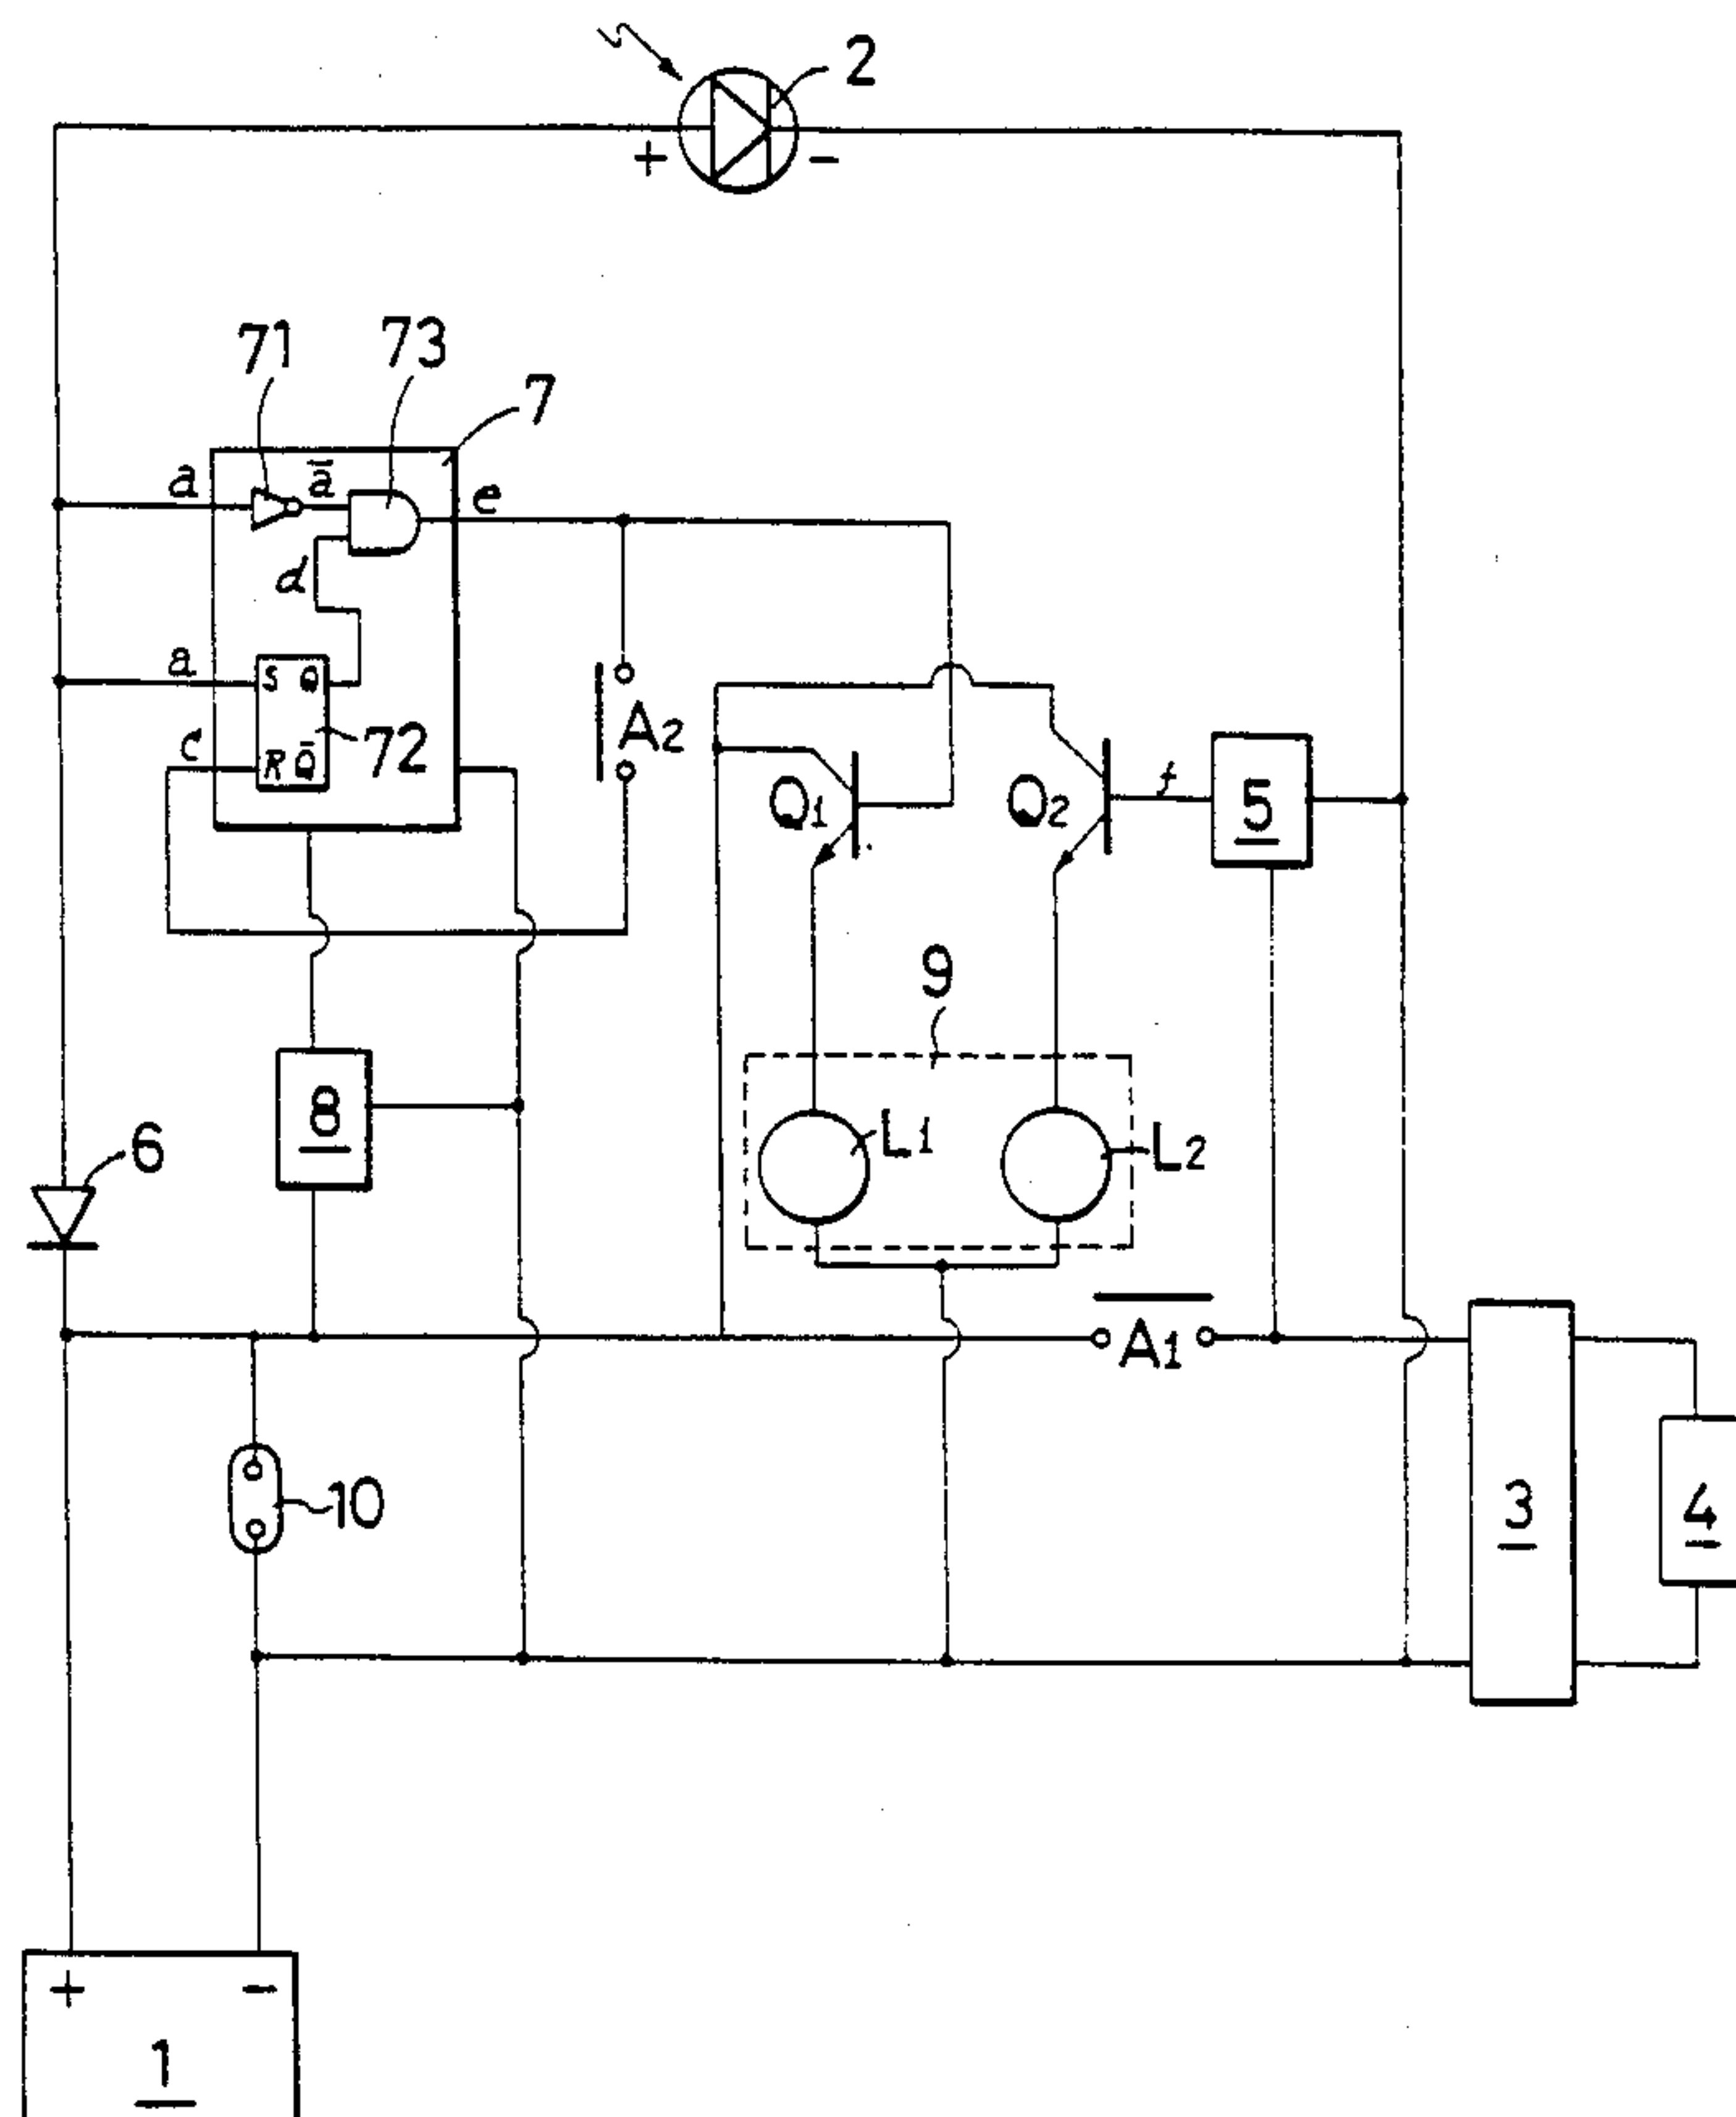 2
+ -
71 73
7
a ā e
d
a S Q
A2
c R Q̄ 72
Q1 Q2 f 5
9
8 L1 L2
6
A1
10 3 4
+ -
1